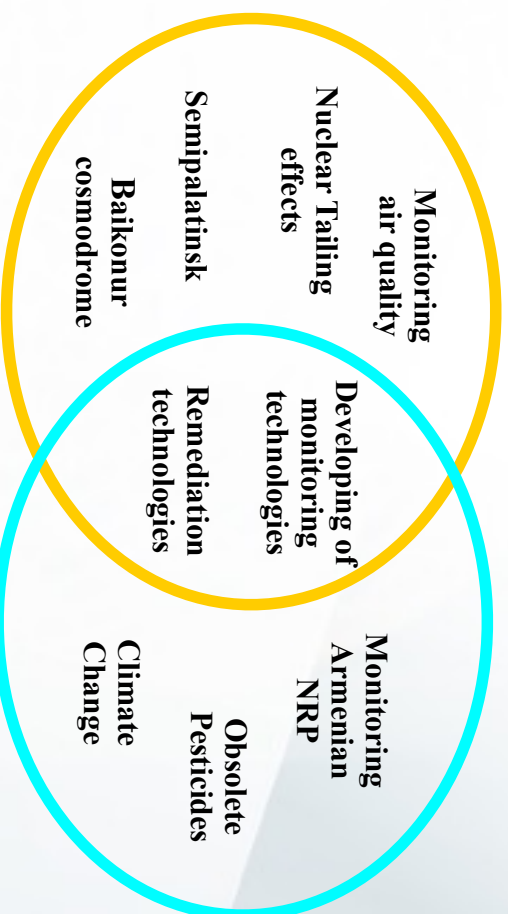 Monitoring
air quality
Nuclear Tailing
effects
Semipalatinsk
Baikonur
cosmodrome
Developing of
monitoring
technologies
Remediation
technologies
Monitoring
Armenian
NRP
Obsolete
Pesticides
Climate
Change